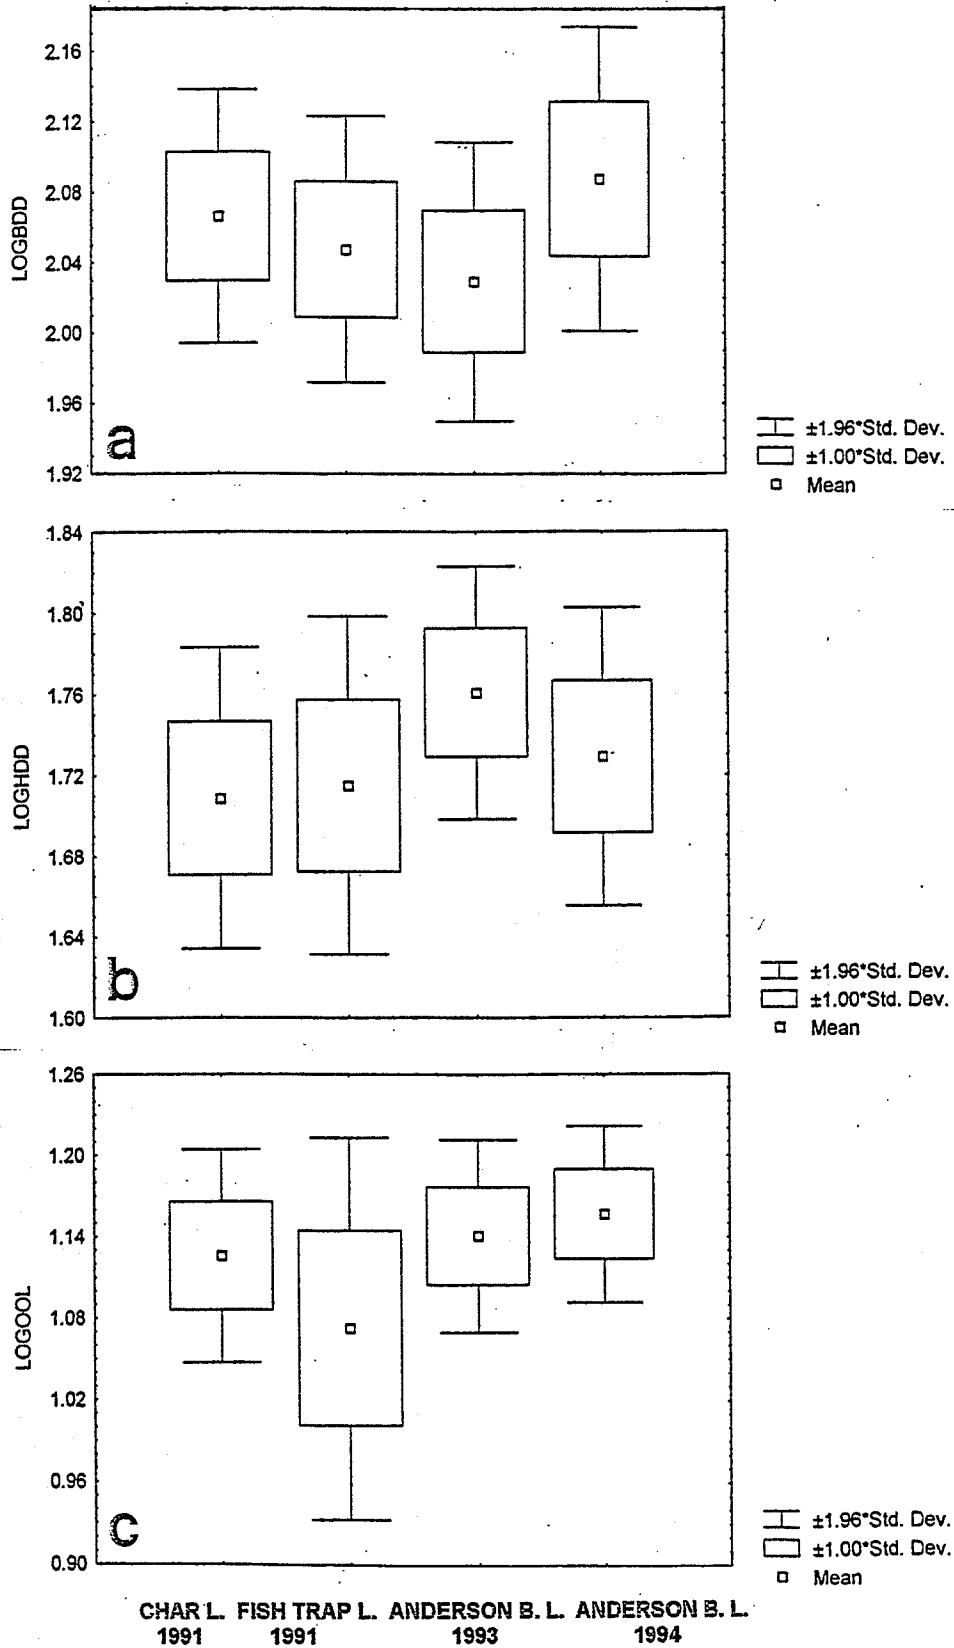 2.16
2.12
2.08
2.04
2.00
1.96
1.92
LOGBDD
a
±1.96*Std. Dev.
±1.00*Std. Dev.
Mean
1.84
1.80
1.76
1.72
1.68
1.64
1.60
LOGHDD
b
±1.96*Std. Dev.
±1.00*Std. Dev.
Mean
1.26
1.20
1.14
1.08
1.02
0.96
0.90
LOGOOL
c
±1.96*Std. Dev.
±1.00*Std. Dev.
Mean
CHAR L. FISH TRAP L. ANDERSON B. L. ANDERSON B. L.
1991 1991 1993 1994